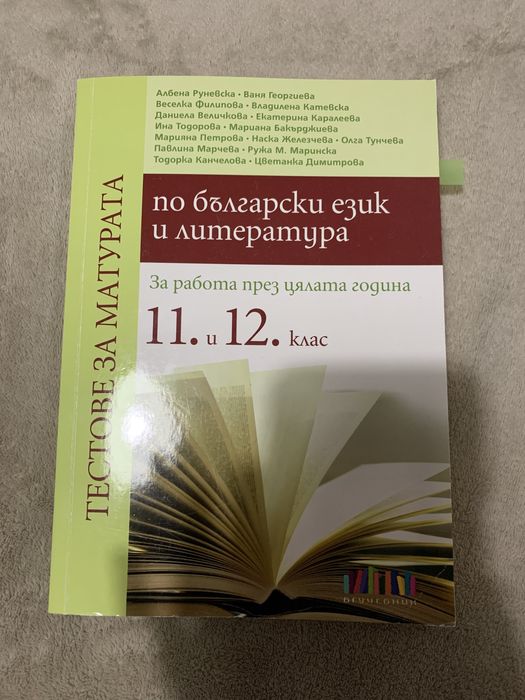 Албена Руневска • Ваня Георгиева
Веселка Филипова • Владилена Катевска
Даниела Величкова • Екатерина Каралеева
Ина Тодорова • Мариана Бакърджиева
Марияна Петрова • Наска Железчева • Олга Тунчева
Павлина Марчева • Ружа М. Маринска
Тодорка Канчелова • Цветанка Димитрова
ТЕСТОВЕ ЗА МАТУРАТА
по български език
и литература
За работа през цялата година
11. и 12. клас
БГУЧЕБНИК